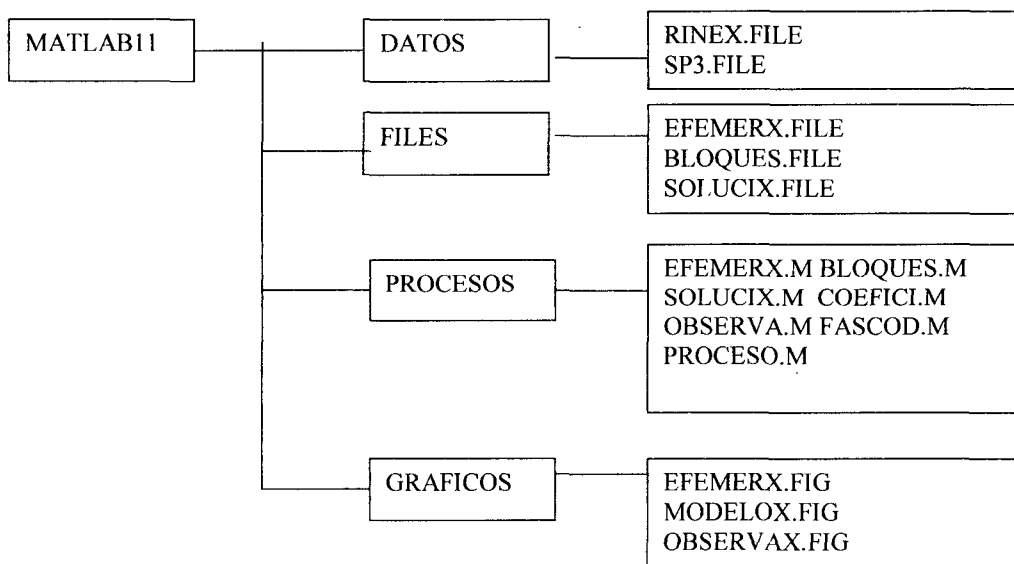 MATLAB11
DATOS
RINEX.FILE
SP3.FILE
FILES
EFEMERX.FILE
BLOQUES.FILE
SOLUCIX.FILE
PROCESOS
EFEMERX.M BLOQUES.M
SOLUCIX.M COEFICI.M
OBSERVA.M FASCOD.M
PROCESO.M
GRAFICOS
EFEMERX.FIG
MODELOX.FIG
OBSERVAX.FIG